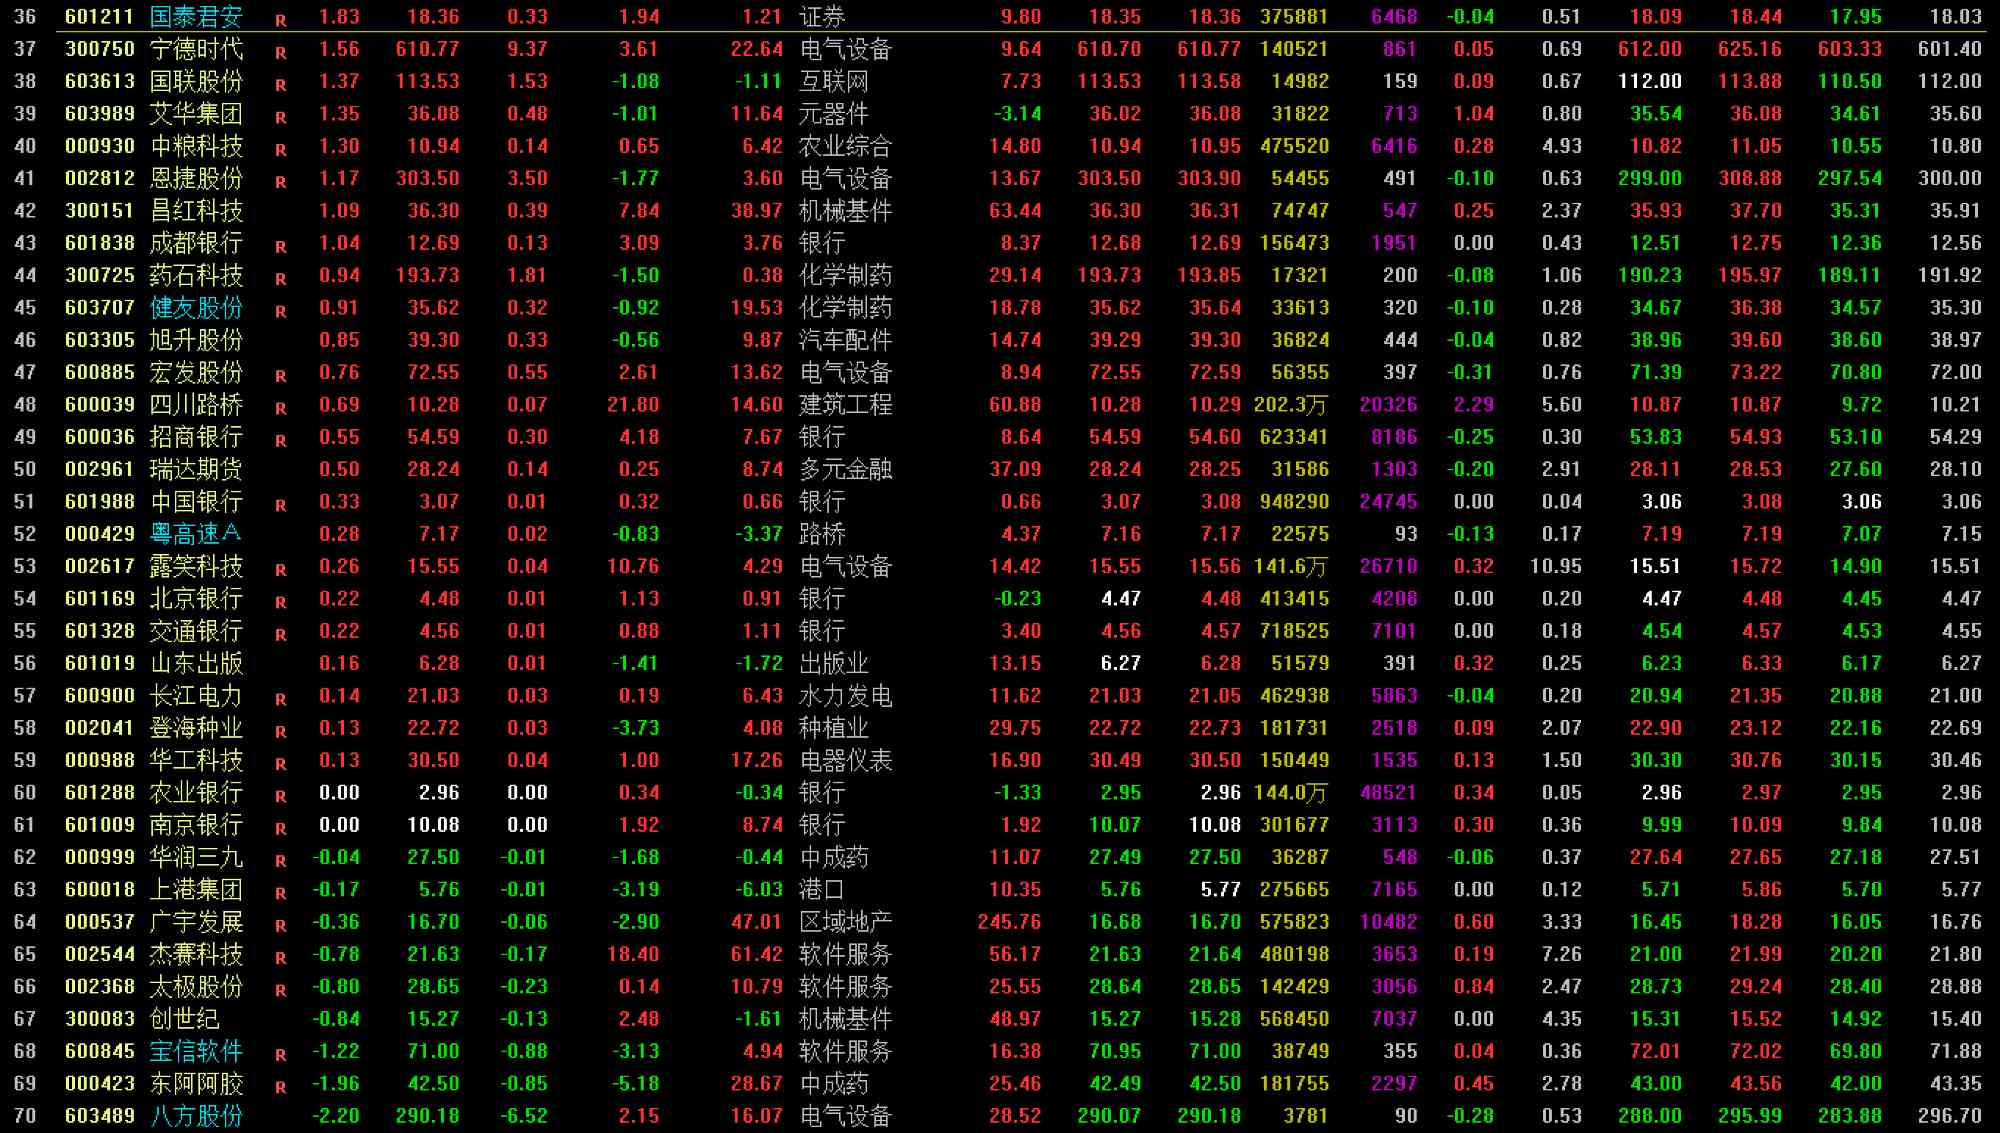 36 601211 国泰君安 R 1.83 18.36 0.33 1.94 1.21 证券 9.80 18.35 18.36 375881 6468 -0.04 0.51 18.09 18.44 17.95 18.03
37 300750 宁德时代 R 1.56 610.77 9.37 3.61 22.64 电气设备 9.64 610.70 610.77 140521 861 0.05 0.69 612.00 625.16 603.33 601.40
38 603613 国联股份 R 1.37 113.53 1.53 -1.08 -1.11 互联网 7.73 113.53 113.58 14982 159 0.09 0.67 112.00 113.88 110.50 112.00
39 603989 艾华集团 R 1.35 36.08 0.48 -1.01 11.64 元器件 -3.14 36.02 36.08 31822 713 1.04 0.80 35.54 36.08 34.61 35.60
40 000930 中粮科技 R 1.30 10.94 0.14 0.65 6.42 农业综合 14.80 10.94 10.95 475520 6416 0.28 4.93 10.82 11.05 10.55 10.80
41 002812 恩捷股份 R 1.17 303.50 3.50 -1.77 3.60 电气设备 13.67 303.50 303.90 54455 491 -0.10 0.63 299.00 308.88 297.54 300.00
42 300151 昌红科技 1.09 36.30 0.39 7.84 38.97 机械基件 63.44 36.30 36.31 74747 547 0.25 2.37 35.93 37.70 35.31 35.91
43 601838 成都银行 R 1.04 12.69 0.13 3.09 3.76 银行 8.37 12.68 12.69 156473 1951 0.00 0.43 12.51 12.75 12.36 12.56
44 300725 药石科技 R 0.94 193.73 1.81 -1.50 0.38 化学制药 29.14 193.73 193.85 17321 200 -0.08 1.06 190.23 195.97 189.11 191.92
45 603707 健友股份 R 0.91 35.62 0.32 -0.92 19.53 化学制药 18.78 35.62 35.64 33613 320 -0.10 0.28 34.67 36.38 34.57 35.30
46 603305 旭升股份 0.85 39.30 0.33 -0.56 9.87 汽车配件 14.74 39.29 39.30 36824 444 -0.04 0.82 38.96 39.60 38.60 38.97
47 600885 宏发股份 R 0.76 72.55 0.55 2.61 13.62 电气设备 8.94 72.55 72.59 56355 397 -0.31 0.76 71.39 73.22 70.80 72.00
48 600039 四川路桥 R 0.69 10.28 0.07 21.80 14.60 建筑工程 60.88 10.28 10.29 202.3万 20326 2.29 5.60 10.87 10.87 9.72 10.21
49 600036 招商银行 R 0.55 54.59 0.30 4.18 7.67 银行 8.64 54.59 54.60 623341 8186 -0.25 0.30 53.83 54.93 53.10 54.29
50 002961 瑞达期货 0.50 28.24 0.14 0.25 8.74 多元金融 37.09 28.24 28.25 31586 1303 -0.20 2.91 28.11 28.53 27.60 28.10
51 601988 中国银行 R 0.33 3.07 0.01 0.32 0.66 银行 0.66 3.07 3.08 948290 24745 0.00 0.04 3.06 3.08 3.06 3.06
52 000429 粤高速Ａ 0.28 7.17 0.02 -0.83 -3.37 路桥 4.37 7.16 7.17 22575 93 -0.13 0.17 7.19 7.19 7.07 7.15
53 002617 露笑科技 R 0.26 15.55 0.04 10.76 4.29 电气设备 14.42 15.55 15.56 141.6万 26710 0.32 10.95 15.51 15.72 14.90 15.51
54 601169 北京银行 R 0.22 4.48 0.01 1.13 0.91 银行 -0.23 4.47 4.48 413415 4208 0.00 0.20 4.47 4.48 4.45 4.47
55 601328 交通银行 R 0.22 4.56 0.01 0.88 1.11 银行 3.40 4.56 4.57 718525 7101 0.00 0.18 4.54 4.57 4.53 4.55
56 601019 山东出版 0.16 6.28 0.01 -1.41 -1.72 出版业 13.15 6.27 6.28 51579 391 0.32 0.25 6.23 6.33 6.17 6.27
57 600900 长江电力 R 0.14 21.03 0.03 0.19 6.43 水力发电 11.62 21.03 21.05 462938 5863 -0.04 0.20 20.94 21.35 20.88 21.00
58 002041 登海种业 R 0.13 22.72 0.03 -3.73 4.08 种植业 29.75 22.72 22.73 181731 2518 0.09 2.07 22.90 23.12 22.16 22.69
59 000988 华工科技 R 0.13 30.50 0.04 1.00 17.26 电器仪表 16.90 30.49 30.50 150449 1535 0.13 1.50 30.30 30.76 30.15 30.46
60 601288 农业银行 R 0.00 2.96 0.00 0.34 -0.34 银行 -1.33 2.95 2.96 144.0万 48521 0.34 0.05 2.96 2.97 2.95 2.96
61 601009 南京银行 R 0.00 10.08 0.00 1.92 8.74 银行 1.92 10.07 10.08 301677 3113 0.30 0.36 9.99 10.09 9.84 10.08
62 000999 华润三九 R -0.04 27.50 -0.01 -1.68 -0.44 中成药 11.07 27.49 27.50 36287 548 -0.06 0.37 27.64 27.65 27.18 27.51
63 600018 上港集团 R -0.17 5.76 -0.01 -3.19 -6.03 港口 10.35 5.76 5.77 275665 7165 0.00 0.12 5.71 5.86 5.70 5.77
64 000537 广宇发展 R -0.36 16.70 -0.06 -2.90 47.01 区域地产 245.76 16.68 16.70 575823 10482 0.60 3.33 16.45 18.28 16.05 16.76
65 002544 杰赛科技 R -0.78 21.63 -0.17 18.40 61.42 软件服务 56.17 21.63 21.64 480198 3653 0.19 7.26 21.00 21.99 20.20 21.80
66 002368 太极股份 R -0.80 28.65 -0.23 0.14 10.79 软件服务 25.55 28.64 28.65 142429 3056 0.84 2.47 28.73 29.24 28.40 28.88
67 300083 创世纪 -0.84 15.27 -0.13 2.48 -1.61 机械基件 48.97 15.27 15.28 568450 7037 0.00 4.35 15.31 15.52 14.92 15.40
68 600845 宝信软件 R -1.22 71.00 -0.88 -3.13 4.94 软件服务 16.38 70.95 71.00 38749 355 0.04 0.36 72.01 72.02 69.80 71.88
69 000423 东阿阿胶 R -1.96 42.50 -0.85 -5.18 28.67 中成药 25.46 42.49 42.50 181755 2297 0.45 2.78 43.00 43.56 42.00 43.35
70 603489 八方股份 -2.20 290.18 -6.52 2.15 16.07 电气设备 28.52 290.07 290.18 3781 90 -0.28 0.53 288.00 295.99 283.88 296.70